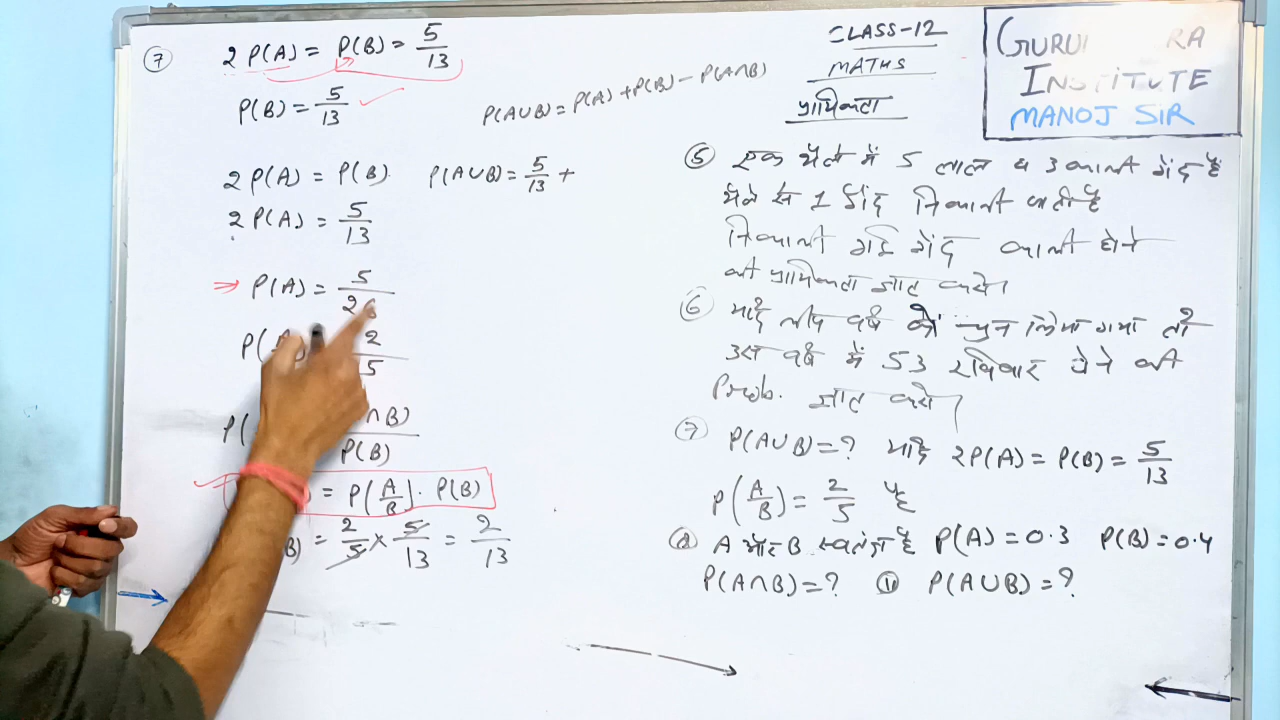 CLASS-12
MATHS
प्रायिकता
INSTITUTE
MANOJ SIR
⑦ 2 P(A) = P(B) = 5/13
P(B) = 5/13
P(A∪B) = P(A) + P(B) - P(A∩B)
2 P(A) = P(B). P(A∪B) = 5/13 +
2 P(A) = 5/13
⇒ P(A) = 5/26
P(B)
= P(A/B) . P(B)
B) = 2/5 × 5/13 = 2/13
⑤ एक थैले में 5 लाल व 3 काली गेंद हैं
थैले से 1 गेंद निकाली जाती है
निकाली गई गेंद काली होने
की प्रायिकता ज्ञात करो।
⑥ यदि लीप वर्ष को चुन लिया गया तो
उस वर्ष में 53 रविवार होने की
Prob. ज्ञात करो।
⑦ P(A∪B) = ? यदि 2P(A) = P(B) = 5/13
P(A/B) = 2/5 है
⑧ A और B स्वतंत्र है P(A) = 0.3 P(B) = 0.4
P(A∩B) = ? ⑪ P(A∪B) = ?